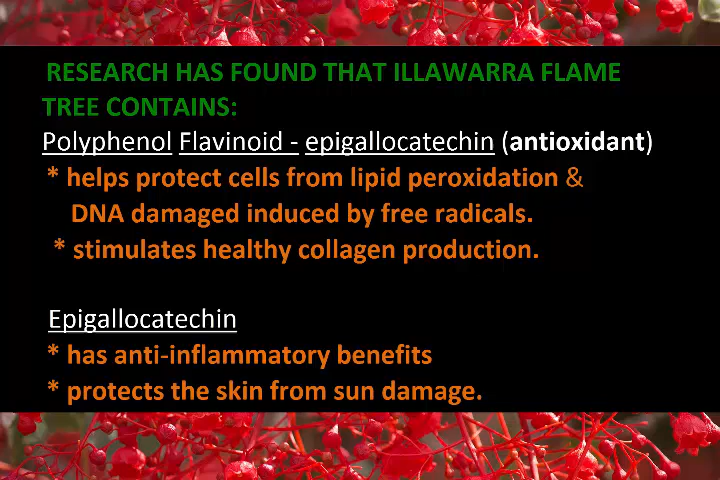 RESEARCH HAS FOUND THAT ILLAWARRA FLAME
TREE CONTAINS:
Polyphenol Flavinoid - epigallocatechin (antioxidant)
* helps protect cells from lipid peroxidation &
DNA damaged induced by free radicals.
* stimulates healthy collagen production.
Epigallocatechin
* has anti-inflammatory benefits
* protects the skin from sun damage.